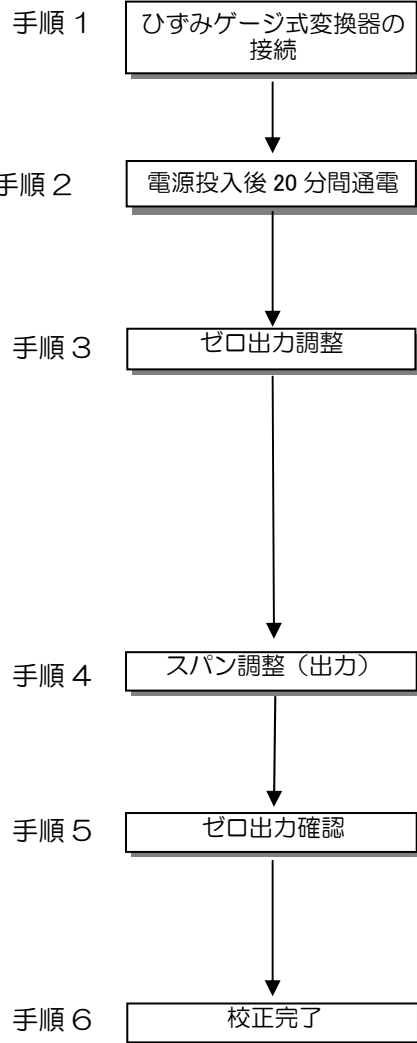 手順１
ひずみゲージ式変換器の
接続
手順２
電源投入後 20 分間通電
手順３
ゼロ出力調整
手順４
スパン調整（出力）
手順５
ゼロ出力確認
手順６
校正完了